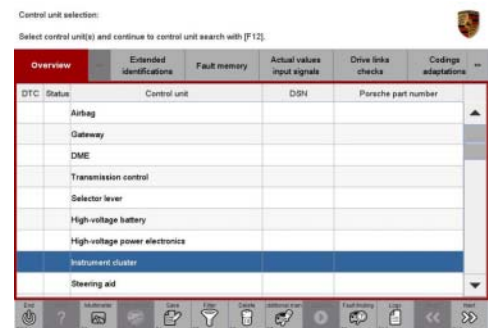 Control unit selection:
Select control unit(s) and continue to control unit search with [F12].
Overview
Extended identifications
Fault memory
Actual values input signals
Drive links checks
Codings adaptations
DTC Status Control unit DSN Porsche part number
Airbag
Gateway
DME
Transmission control
Selector lever
High-voltage battery
High-voltage power electronics
Instrument cluster
Steering aid
End Multimeter Save Filter Delete Fault finding Logs Next